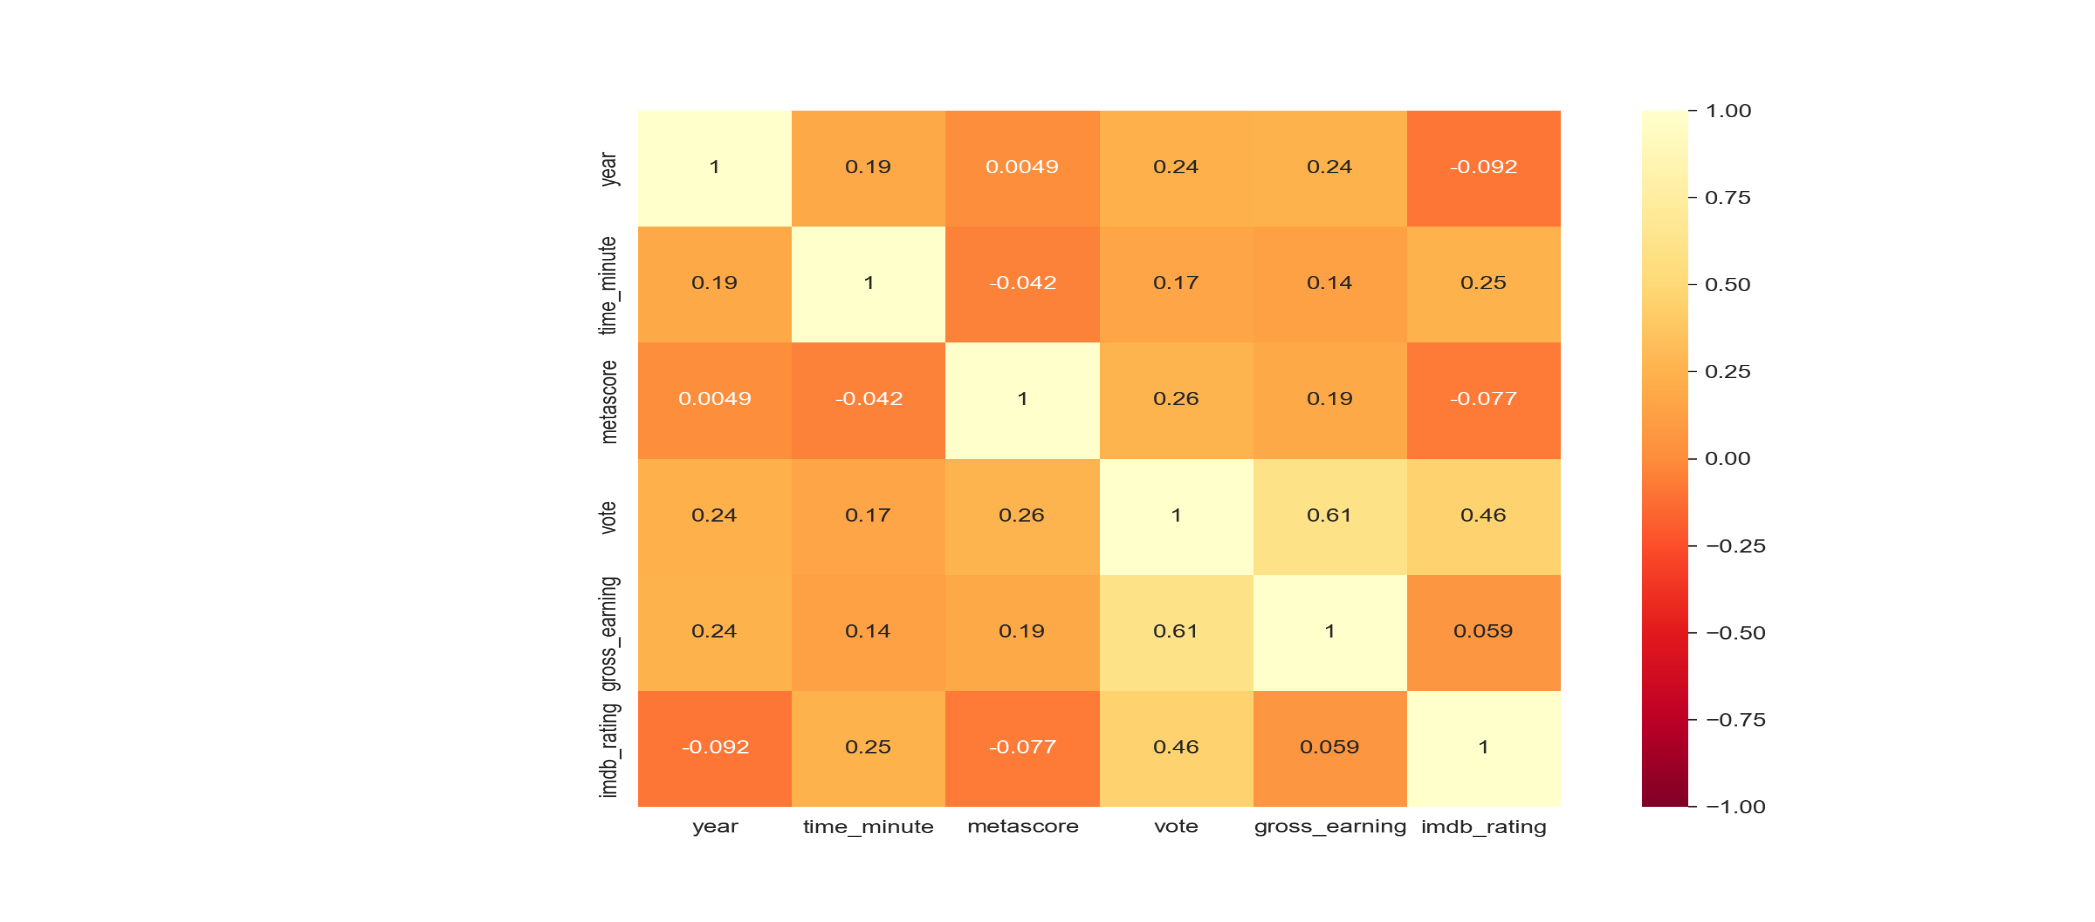 1.00
year 1 0.19 0.0049 0.24 0.24 -0.092
0.75
time_minute 0.19 1 -0.042 0.17 0.14 0.25
0.50
0.25
metascore 0.0049 -0.042 1 0.26 0.19 -0.077
0.00
vote 0.24 0.17 0.26 1 0.61 0.46
−0.25
gross_earning 0.24 0.14 0.19 0.61 1 0.059
−0.50
−0.75
imdb_rating -0.092 0.25 -0.077 0.46 0.059 1
−1.00
year time_minute metascore vote gross_earning imdb_rating